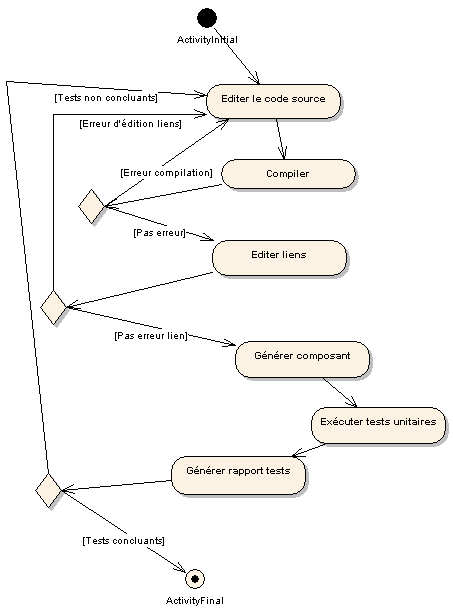 ActivityInitial
Editer le code source
[Tests non concluants]
[Erreur d'édition liens]
[Erreur compilation]
Compiler
[Pas erreur]
Editer liens
[Pas erreur lien]
Générer composant
Exécuter tests unitaires
Générer rapport tests
[Tests concluants]
ActivityFinal